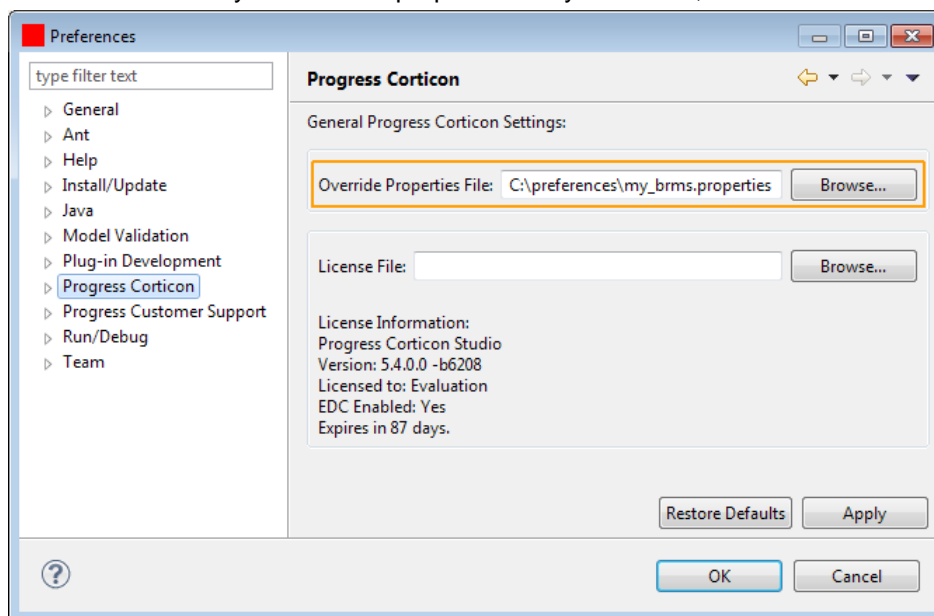 Preferences
type filter text
General
Ant
Help
Install/Update
Java
Model Validation
Plug-in Development
Progress Corticon
Progress Customer Support
Run/Debug
Team
Progress Corticon
General Progress Corticon Settings:
Override Properties File: C:\preferences\my_brms.properties Browse...
License File: Browse...
License Information:
Progress Corticon Studio
Version: 5.4.0.0 -b6208
Licensed to: Evaluation
EDC Enabled: Yes
Expires in 87 days.
Restore Defaults Apply
? OK Cancel